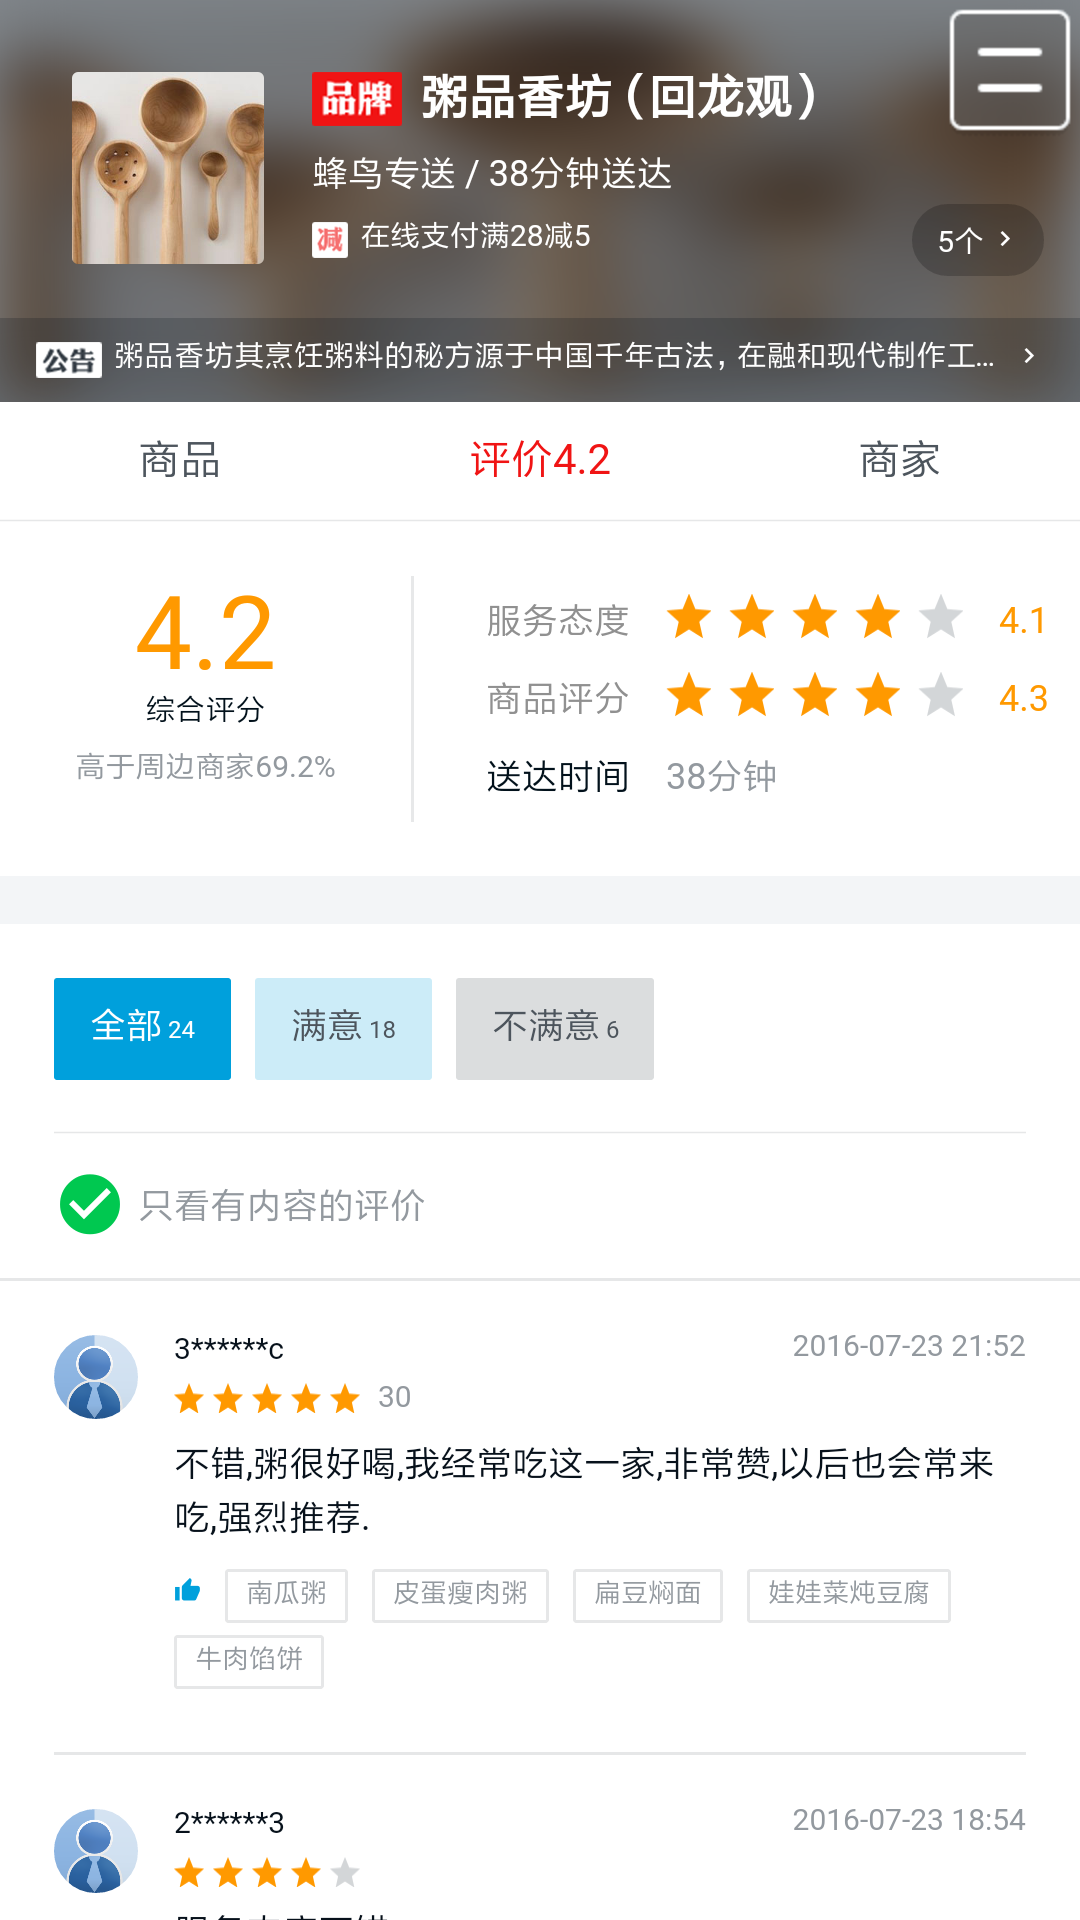 品牌 粥品香坊（回龙观）
蜂鸟专送 / 38分钟送达
减 在线支付满28减5
5个
公告 粥品香坊其烹饪粥料的秘方源于中国千年古法，在融和现代制作工...
商品 评价4.2 商家
4.2
综合评分
高于周边商家69.2%
服务态度 4.1
商品评分 4.3
送达时间 38分钟
全部 24 满意 18 不满意 6
只看有内容的评价
3******c 2016-07-23 21:52
30
不错,粥很好喝,我经常吃这一家,非常赞,以后也会常来
吃,强烈推荐.
南瓜粥 皮蛋瘦肉粥 扁豆焖面 娃娃菜炖豆腐
牛肉馅饼
2******3 2016-07-23 18:54
服务态度不错